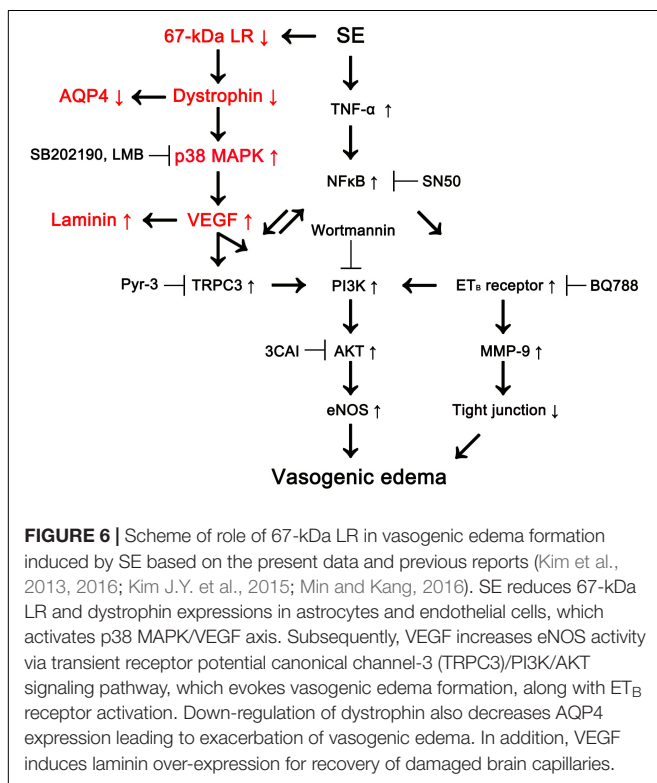 67-kDa LR ↓ SE
AQP4 ↓ Dystrophin ↓ TNF-α ↑
SB202190, LMB p38 MAPK ↑ NFκB ↑ SN50
Laminin ↑ VEGF ↑ Wortmannin
Pyr-3 TRPC3 ↑ PI3K ↑ ETB receptor ↑ BQ788
3CAI AKT ↑ MMP-9 ↑
eNOS ↑ Tight junction ↓
Vasogenic edema
FIGURE 6 | Scheme of role of 67-kDa LR in vasogenic edema formation
induced by SE based on the present data and previous reports (Kim et al.,
2013, 2016; Kim J.Y. et al., 2015; Min and Kang, 2016). SE reduces 67-kDa
LR and dystrophin expressions in astrocytes and endothelial cells, which
activates p38 MAPK/VEGF axis. Subsequently, VEGF increases eNOS activity
via transient receptor potential canonical channel-3 (TRPC3)/PI3K/AKT
signaling pathway, which evokes vasogenic edema formation, along with ETB
receptor activation. Down-regulation of dystrophin also decreases AQP4
expression leading to exacerbation of vasogenic edema. In addition, VEGF
induces laminin over-expression for recovery of damaged brain capillaries.